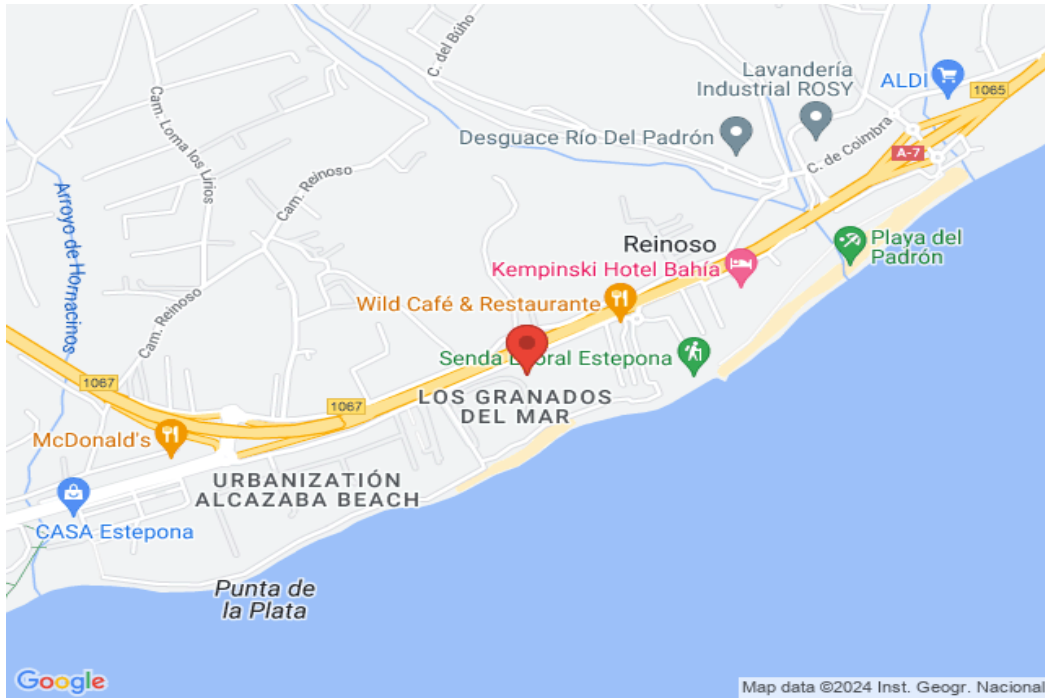 C. del Búho
Lavandería
Industrial ROSY
ALDI
1065
Cam. Loma los Lirios
Desguace Río Del Padrón
C. de Coimbra
A-7
Cam. Reinoso
Arroyo de Hornacinos
Reinoso
Playa del
Padrón
Kempinski Hotel Bahía
Wild Café & Restaurante
Cam. Reinoso
Senda Litoral Estepona
1067
1067
LOS GRANADOS
DEL MAR
McDonald's
URBANIZATIÓN
ALCAZABA BEACH
CASA Estepona
Punta de
la Plata
Google
Map data ©2024 Inst. Geogr. Nacional